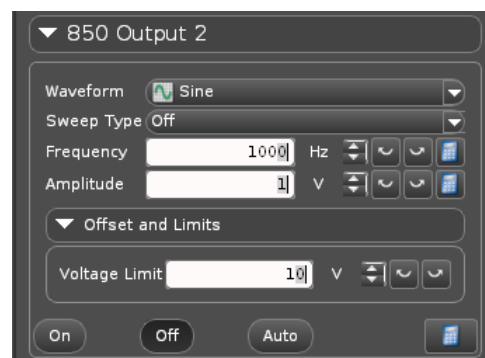 850 Output 2
Waveform Sine
Sweep Type Off
Frequency 1000 Hz
Amplitude 1 V
Offset and Limits
Voltage Limit 10 V
On Off Auto